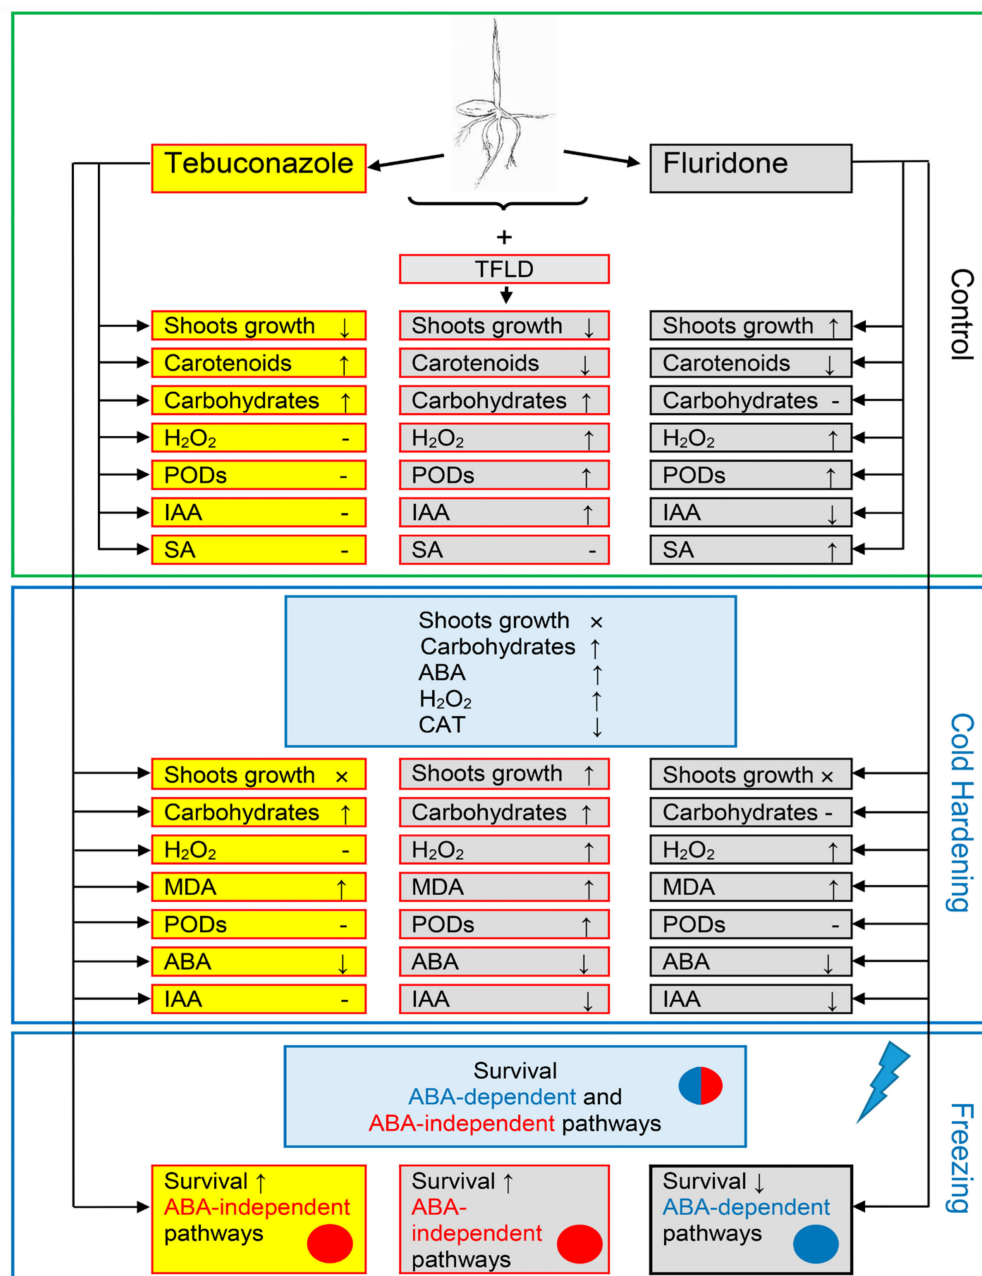 Tebuconazole
Fluridone
+
TFLD
Control
Shoots growth ↓
Carotenoids ↑
Carbohydrates ↑
H₂O₂ -
PODs -
IAA -
SA -
Shoots growth ↓
Carotenoids ↓
Carbohydrates ↑
H₂O₂ ↑
PODs ↑
IAA ↑
SA -
Shoots growth ↑
Carotenoids ↓
Carbohydrates -
H₂O₂ ↑
PODs ↑
IAA ↓
SA ↑
Cold Hardening
Shoots growth ×
Carbohydrates ↑
ABA ↑
H₂O₂ ↑
CAT ↓
Shoots growth ×
Carbohydrates ↑
H₂O₂ -
MDA ↑
PODs -
ABA ↓
IAA -
Shoots growth ↑
Carbohydrates ↑
H₂O₂ ↑
MDA ↑
PODs ↑
ABA ↓
IAA ↓
Shoots growth ×
Carbohydrates -
H₂O₂ ↑
MDA ↑
PODs -
ABA ↓
IAA ↓
Freezing
Survival
ABA-dependent and
ABA-independent pathways
Survival ↑
ABA-independent
pathways
Survival ↑
ABA-
independent
pathways
Survival ↓
ABA-dependent
pathways